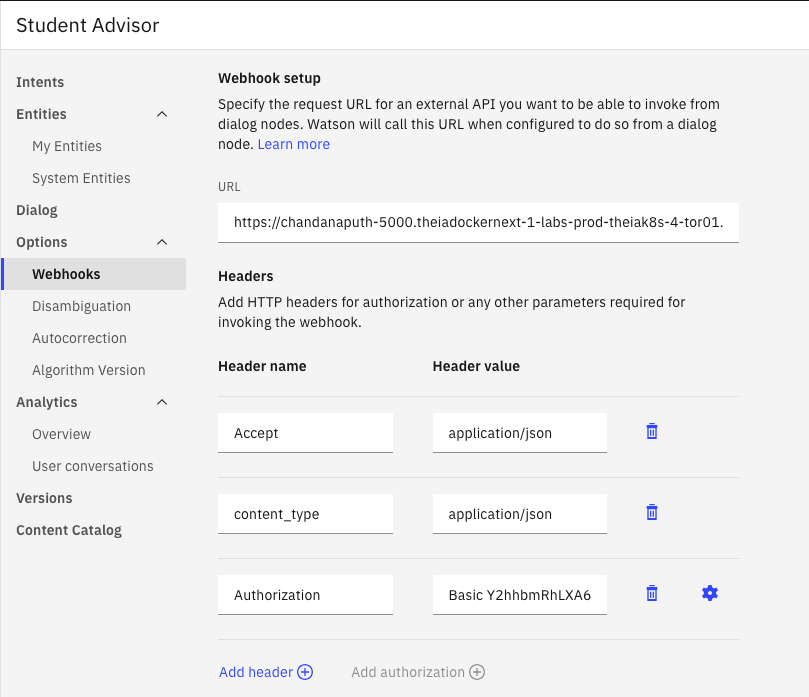 Student Advisor
Intents
Entities
My Entities
System Entities
Dialog
Options
Webhooks
Disambiguation
Autocorrection
Algorithm Version
Analytics
Overview
User conversations
Versions
Content Catalog
Webhook setup
Specify the request URL for an external API you want to be able to invoke from
dialog nodes. Watson will call this URL when configured to do so from a dialog
node. Learn more
URL
https://chandanaputh-5000.theiadockernext-1-labs-prod-theiak8s-4-tor01.
Headers
Add HTTP headers for authorization or any other parameters required for
invoking the webhook.
Header name Header value
Accept application/json
content_type application/json
Authorization Basic Y2hhbmRhLXA6
Add header Add authorization